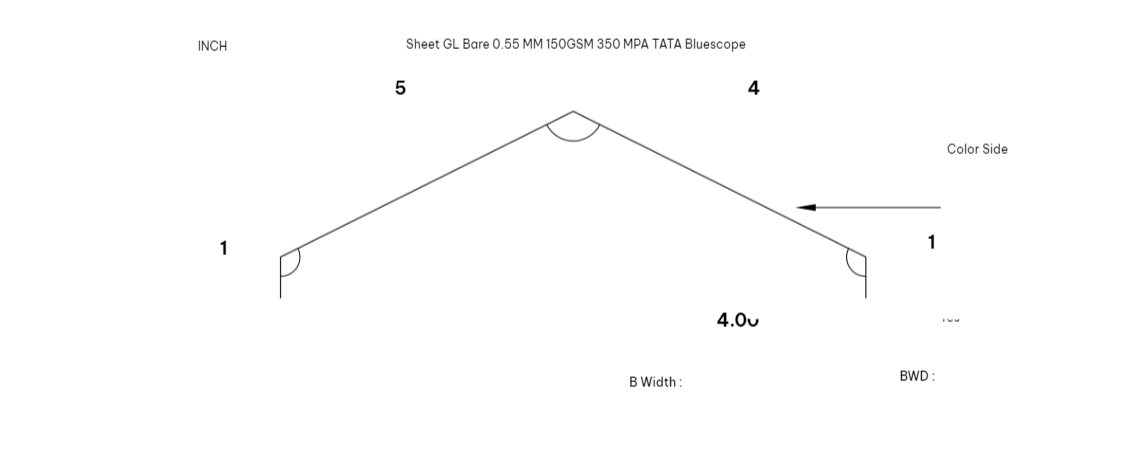 INCH
Sheet GL Bare 0.55 MM 150GSM 350 MPA TATA Bluescope
5
4
Color Side
1
1
B Width :
BWD :